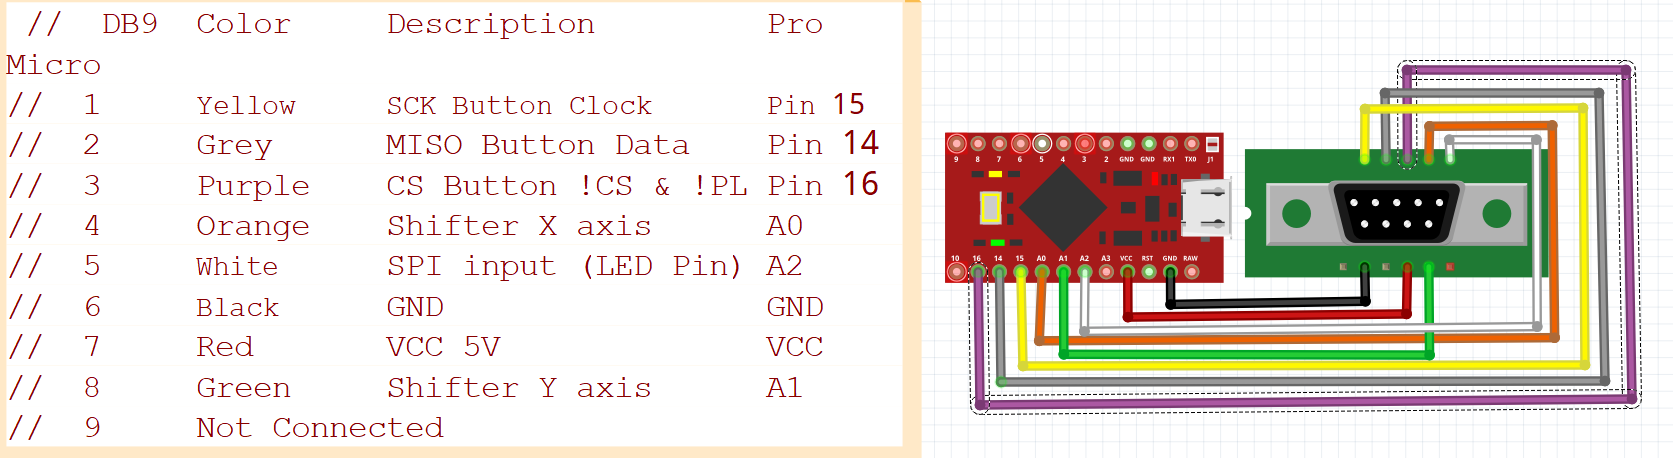 // DB9 Color Description Pro
Micro
// 1 Yellow SCK Button Clock Pin 15
// 2 Grey MISO Button Data Pin 14
// 3 Purple CS Button !CS & !PL Pin 16
// 4 Orange Shifter X axis A0
// 5 White SPI input (LED Pin) A2
// 6 Black GND GND
// 7 Red VCC 5V VCC
// 8 Green Shifter Y axis A1
// 9 Not Connected
9 8 7 6 5 4 3 2 GND GND RX1 TX0 J1
10 16 14 15 A0 A1 A2 A3 VCC RST GND RAW